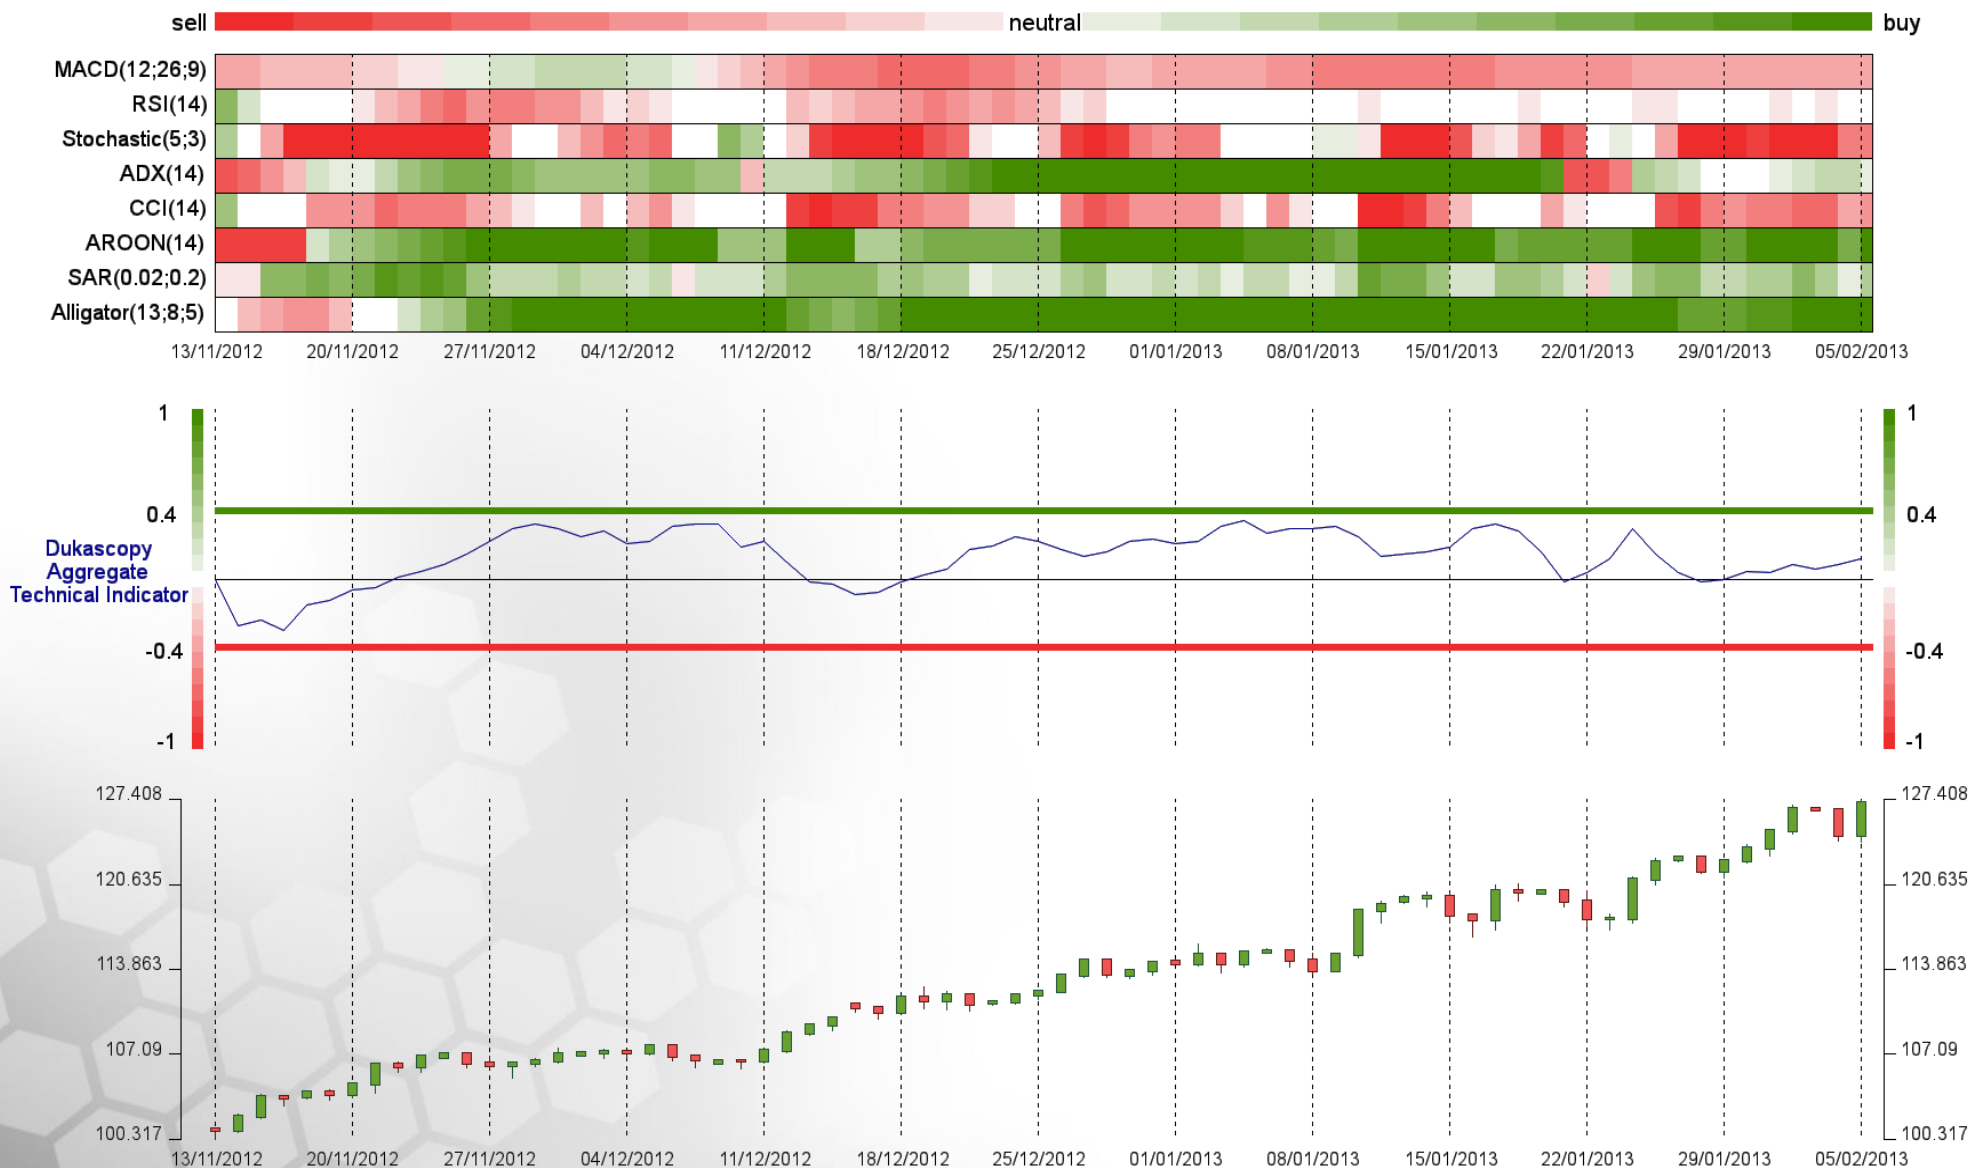 sell neutral buy
MACD(12;26;9)
RSI(14)
Stochastic(5;3)
ADX(14)
CCI(14)
AROON(14)
SAR(0.02;0.2)
Alligator(13;8;5)
13/11/2012 20/11/2012 27/11/2012 04/12/2012 11/12/2012 18/12/2012 25/12/2012 01/01/2013 08/01/2013 15/01/2013 22/01/2013 29/01/2013 05/02/2013
1 1
0.4 0.4
Dukascopy
Aggregate
Technical Indicator
-0.4 -0.4
-1 -1
127.408 127.408
120.635 120.635
113.863 113.863
107.09 107.09
100.317 100.317
13/11/2012 20/11/2012 27/11/2012 04/12/2012 11/12/2012 18/12/2012 25/12/2012 01/01/2013 08/01/2013 15/01/2013 22/01/2013 29/01/2013 05/02/2013